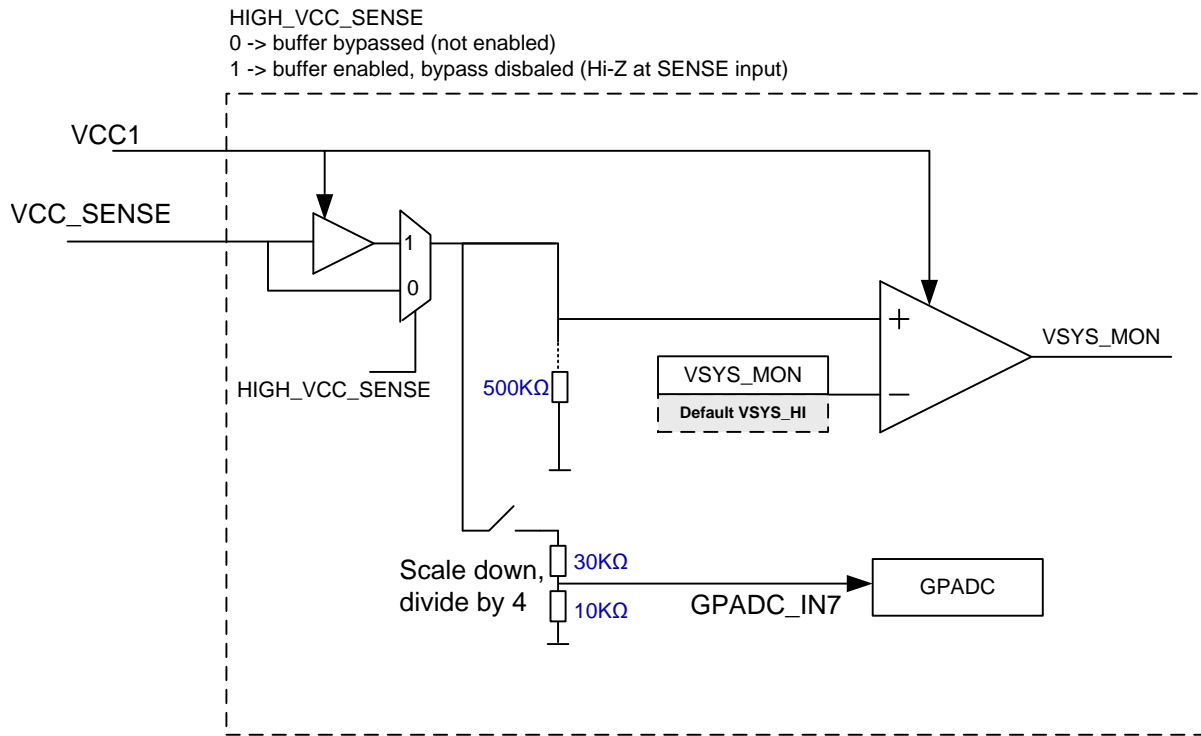 HIGH_VCC_SENSE
0 -> buffer bypassed (not enabled)
1 -> buffer enabled, bypass disbaled (Hi-Z at SENSE input)
VCC1
VCC_SENSE
1
0
HIGH_VCC_SENSE
500KΩ
+
VSYS_MON
Default VSYS_HI
−
VSYS_MON
Scale down,
divide by 4
30KΩ
10KΩ
GPADC_IN7
GPADC